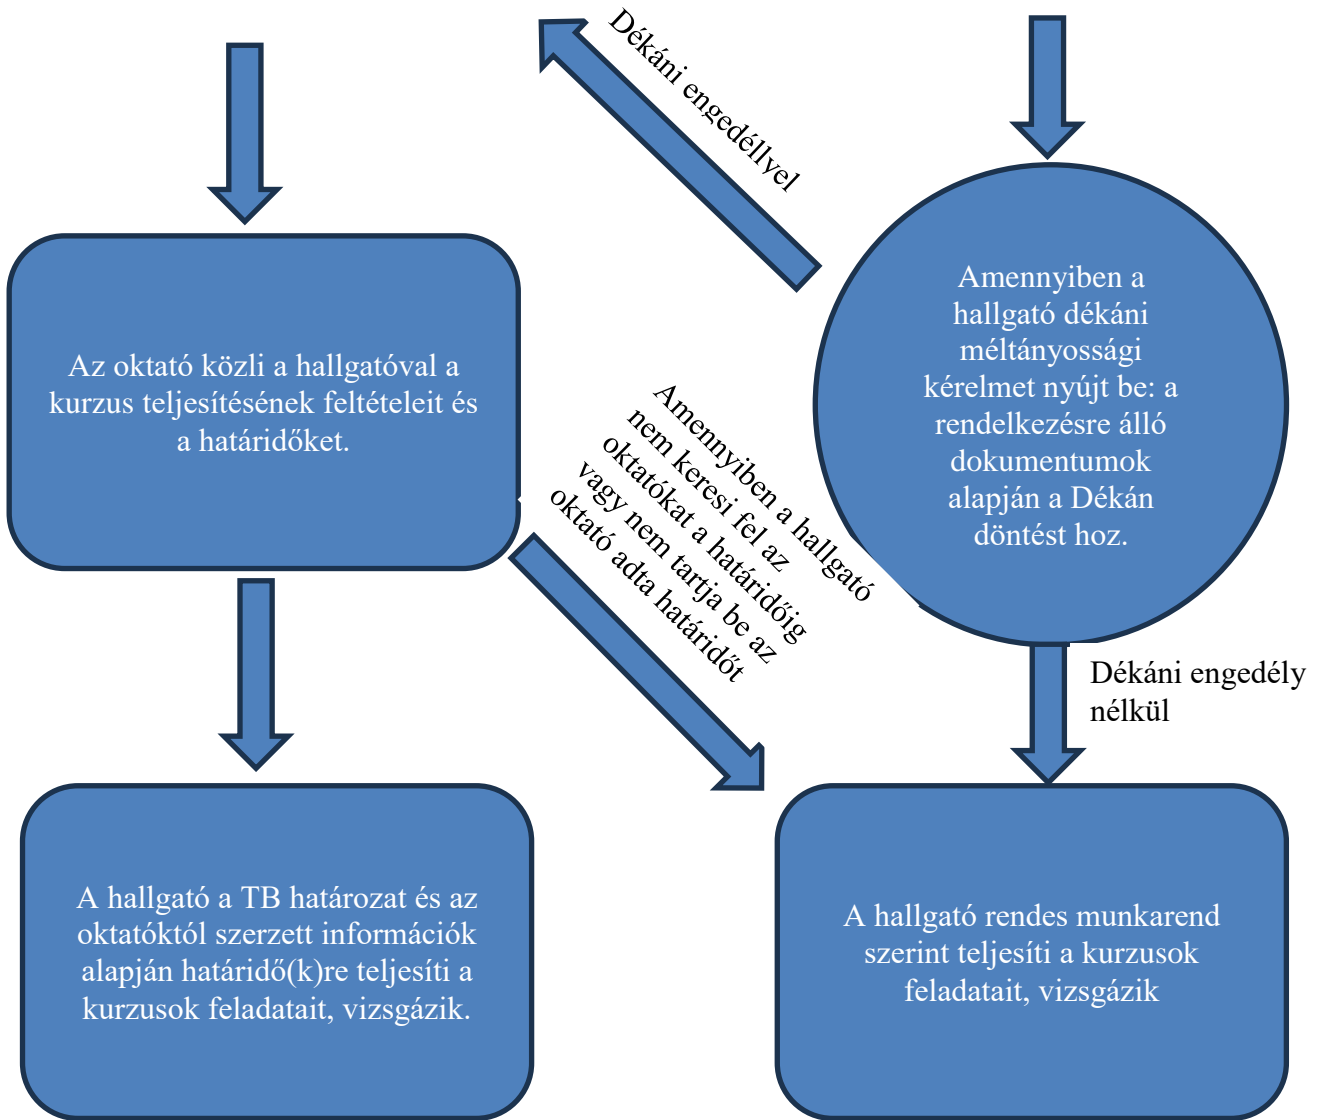 Dékáni engedéllyel
Amennyiben a
hallgató dékáni
méltányossági
kérelmet nyújt be: a
rendelkezésre álló
dokumentumok
alapján a Dékán
döntést hoz.
Az oktató közli a hallgatóval a
kurzus teljesítésének feltételeit és
a határidőket.
Amennyiben a hallgató
nem keresi fel az
oktatókat a határidőig
vagy nem tartja be az
oktató adta határidőt
Dékáni engedély
nélkül
A hallgató a TB határozat és az
oktatóktól szerzett információk
alapján határidő(k)re teljesíti a
kurzusok feladatait, vizsgázik.
A hallgató rendes munkarend
szerint teljesíti a kurzusok
feladatait, vizsgázik